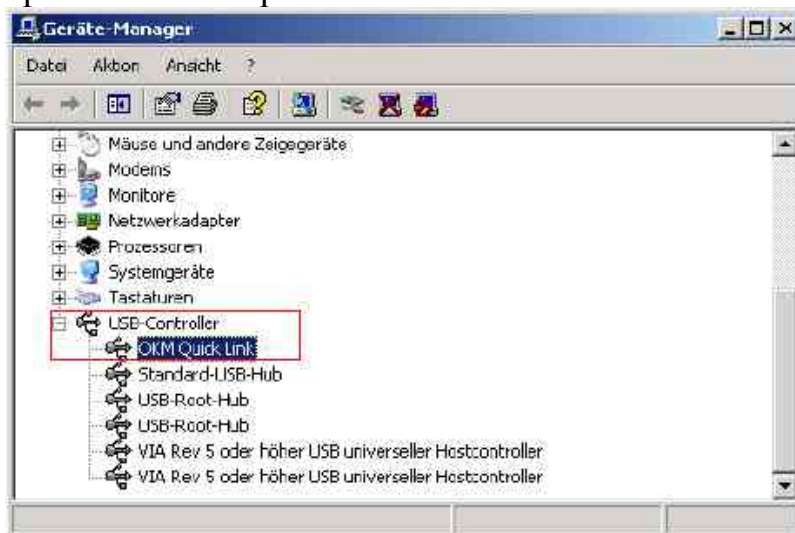 Geräte-Manager
Datei Aktion Ansicht ?
Mäuse und andere Zeigegeräte
Modems
Monitore
Netzwerkadapter
Prozessoren
Systemgeräte
Tastaturen
USB-Controller
OKM Quick Link
Standard-USB-Hub
USB-Root-Hub
USB-Root-Hub
VIA Rev 5 oder höher USB universeller Hostcontroller
VIA Rev 5 oder höher USB universeller Hostcontroller